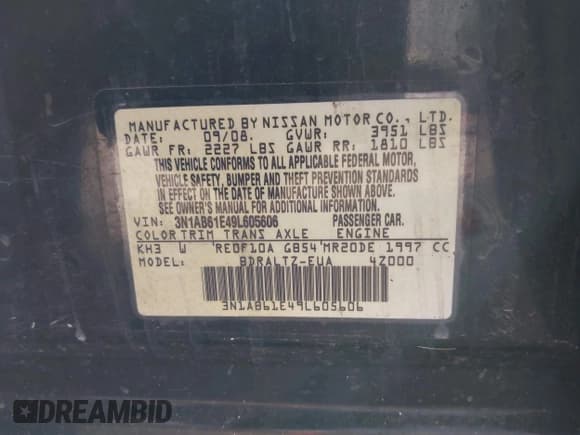 MANUFACTURED BY NISSAN MOTOR CO., LTD.
DATE: 09/08. GVWR: 3951 LBS
GAWR FR: 2227 LBS GAWR RR: 1810 LBS
THIS VEHICLE CONFORMS TO ALL APPLICABLE FEDERAL MOTOR,
VEHICLE SAFETY, BUMPER AND THEFT PREVENTION STANDARDS
IN EFFECT ON THE DATE OF MANUFACTURE SHOWN ABOVE.
SEE OWNER'S MANUAL FOR ADDITIONAL INFORMATION.
VIN: 3N1AB61E49L605606 PASSENGER CAR.
COLOR TRIM TRANS AXLE ENGINE
KH3 W RE0F10A GB54 MR20DE 1997 CC
MODEL: BDRALTZ-EUA 4Z000
3N1AB61E49L605606
DREAMBID